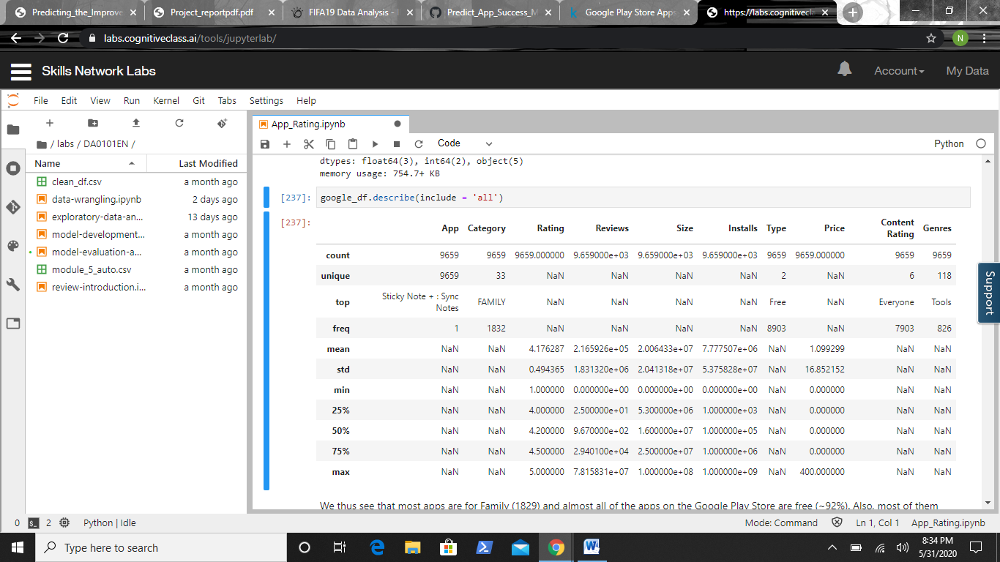 Predicting_the_Improve
Project_reportpdf.pdf
FIFA19 Data Analysis -
Predict_App_Success_M
Google Play Store Apps
https://labs.cognitivecl
labs.cognitiveclass.ai/tools/jupyterlab/
N
Skills Network Labs
Account
My Data
File Edit View Run Kernel Git Tabs Settings Help
/ labs / DA0101EN /
Name Last Modified
clean_df.csv a month ago
data-wrangling.ipynb 2 days ago
exploratory-data-an... 13 days ago
model-development... a month ago
model-evaluation-a... a month ago
module_5_auto.csv a month ago
review-introduction.i... a month ago
App_Rating.ipynb
Code
Python
dtypes: float64(3), int64(2), object(5)
memory usage: 754.7+ KB
[237]: google_df.describe(include = 'all')
[237]:
App Category Rating Reviews Size Installs Type Price Content Rating Genres
count 9659 9659 9659.000000 9.659000e+03 9.659000e+03 9.659000e+03 9659 9659.000000 9659 9659
unique 9659 33 NaN NaN NaN NaN 2 NaN 6 118
top Sticky Note + : Sync Notes FAMILY NaN NaN NaN NaN Free NaN Everyone Tools
freq 1 1832 NaN NaN NaN NaN 8903 NaN 7903 826
mean NaN NaN 4.176287 2.165926e+05 2.006433e+07 7.777507e+06 NaN 1.099299 NaN NaN
std NaN NaN 0.494365 1.831320e+06 2.041318e+07 5.375828e+07 NaN 16.852152 NaN NaN
min NaN NaN 1.000000 0.000000e+00 0.000000e+00 0.000000e+00 NaN 0.000000 NaN NaN
25% NaN NaN 4.000000 2.500000e+01 5.300000e+06 1.000000e+03 NaN 0.000000 NaN NaN
50% NaN NaN 4.200000 9.670000e+02 1.600000e+07 1.000000e+05 NaN 0.000000 NaN NaN
75% NaN NaN 4.500000 2.940100e+04 2.500000e+07 1.000000e+06 NaN 0.000000 NaN NaN
max NaN NaN 5.000000 7.815831e+07 1.000000e+08 1.000000e+09 NaN 400.000000 NaN NaN
We thus see that most apps are for Family (1829) and almost all of the apps on the Google Play Store are free (~92%). Also, most of them
Support
0 2 Python | Idle
Mode: Command Ln 1, Col 1 App_Rating.ipynb
Type here to search
8:34 PM
5/31/2020